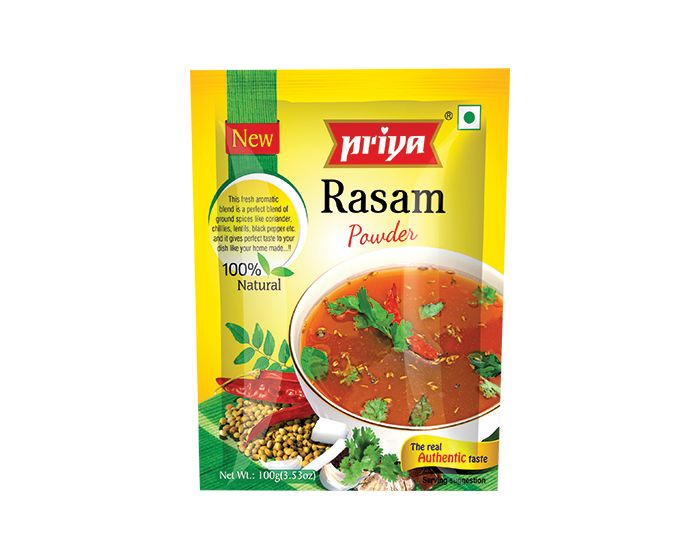 New
priya®
Rasam
Powder
This fresh aromatic
blend is a perfect blend of
ground spices like coriander,
chillies, lentils, black pepper etc.
and it gives perfect taste to your
dish like your home made...!!
100%
Natural
The real
Authentic taste
Net Wt.: 100g(3.53oz)
Serving suggestion